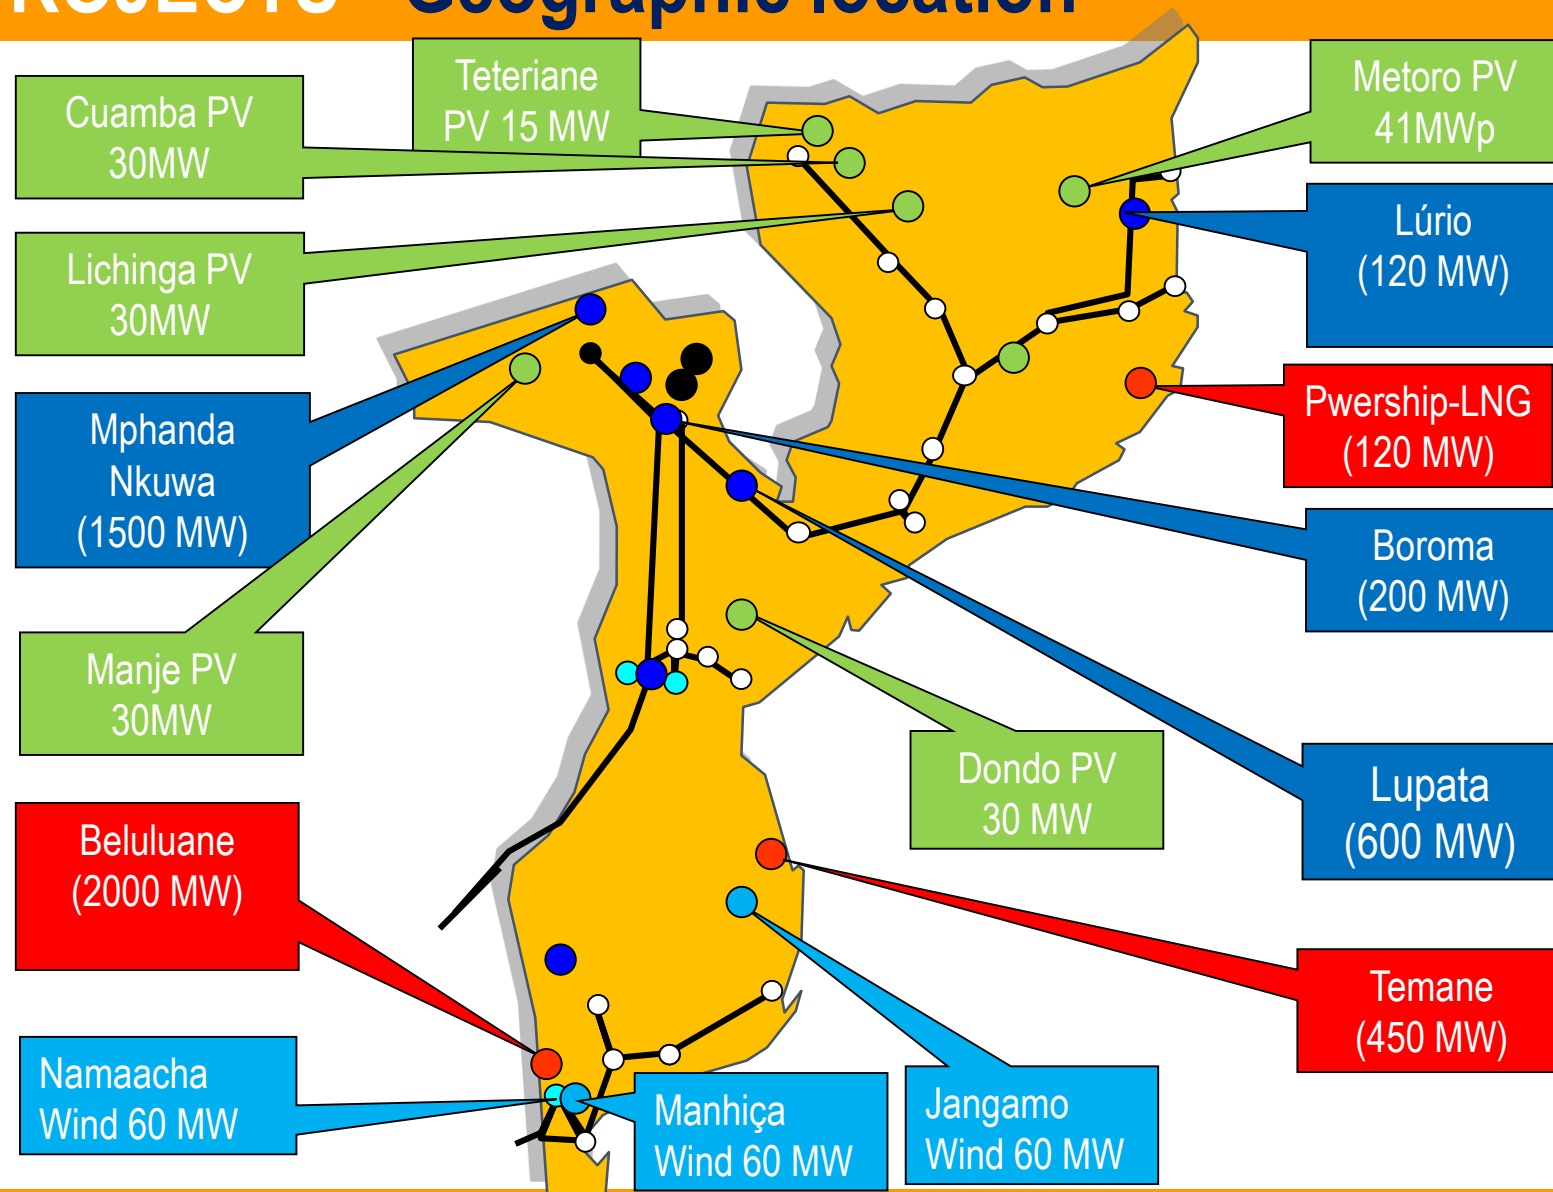 Geographic location
Teteriane
PV 15 MW
Metoro PV
41MWp
Cuamba PV
30MW
Lúrio
(120 MW)
Lichinga PV
30MW
Pwership-LNG
(120 MW)
Mphanda
Nkuwa
(1500 MW)
Boroma
(200 MW)
Manje PV
30MW
Dondo PV
30 MW
Lupata
(600 MW)
Beluluane
(2000 MW)
Temane
(450 MW)
Namaacha
Wind 60 MW
Manhiça
Wind 60 MW
Jangamo
Wind 60 MW